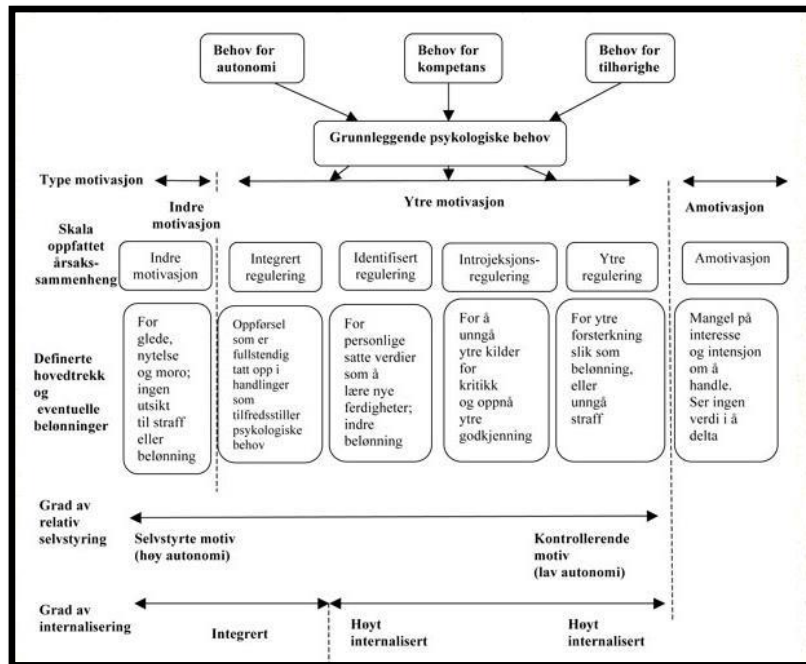 Behov for
autonomi
Behov for
kompetans
Behov for
tilhørighe
Grunnleggende psykologiske behov
Type motivasjon
Indre
motivasjon
Ytre motivasjon
Amotivasjon
Skala
oppfattet
årsaks-
sammenheng
Indre
motivasjon
Integrert
regulering
Identifisert
regulering
Introjeksjons-
regulering
Ytre
regulering
Amotivasjon
Definerte
hovedtrekk
og
eventuelle
belønninger
For
glede,
nytelse
og moro;
ingen
utsikt
til straff
eller
belønning
Oppførsel
som er
fullstendig
tatt opp i
handlinger
som
tilfredsstiller
psykologiske
behov
For
personlige
satte verdier
som å
lære nye
ferdigheter;
indre
belønning
For å
unngå
ytre kilder
for
kritikk
og oppnå
ytre
godkjenning
For ytre
forsterkning
slik som
belønning,
eller
unngå
straff
Mangel på
interesse
og intensjon
om å
handle.
Ser ingen
verdi i å
delta
Grad av
relativ
selvstyring
Selvstyrte motiv
(høy autonomi)
Kontrollerende
motiv
(lav autonomi)
Grad av
internalisering
Integrert
Høyt
internalisert
Høyt
internalisert